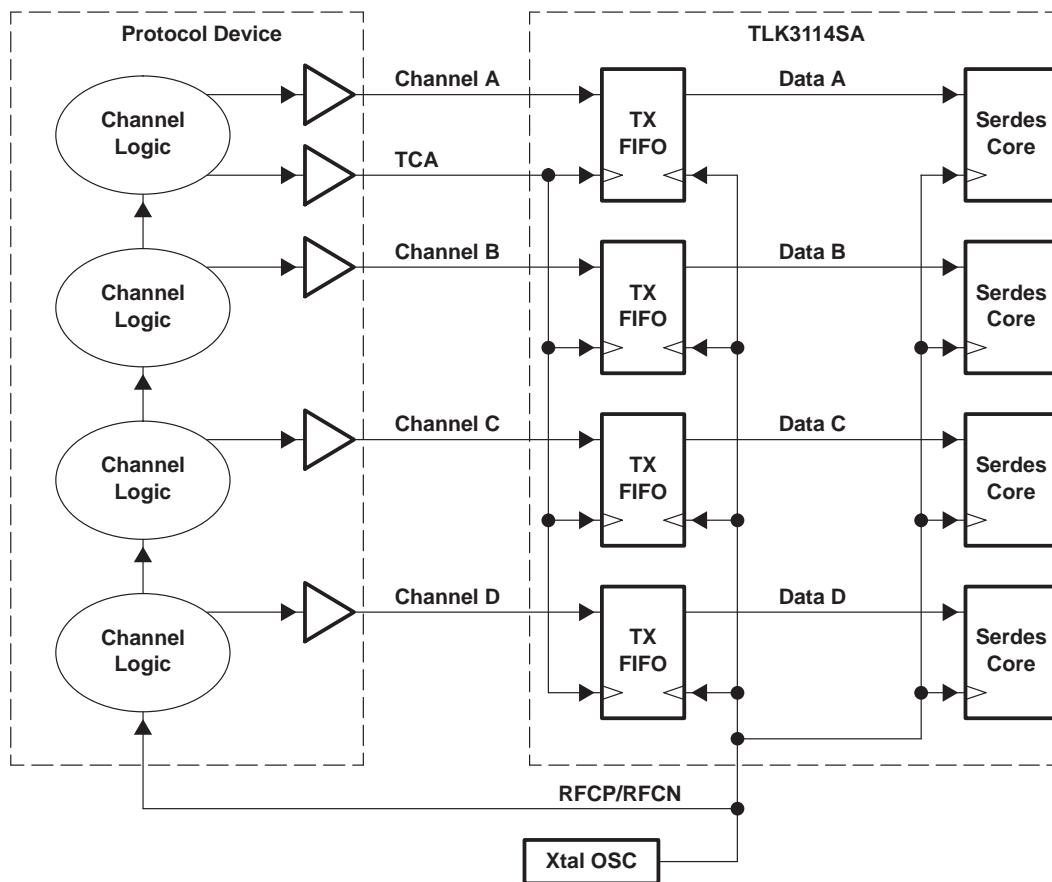 Protocol Device
TLK3114SA
Channel
Logic
Channel A
TX
FIFO
Data A
Serdes
Core
TCA
Channel
Logic
Channel B
TX
FIFO
Data B
Serdes
Core
Channel
Logic
Channel C
TX
FIFO
Data C
Serdes
Core
Channel
Logic
Channel D
TX
FIFO
Data D
Serdes
Core
RFCP/RFCN
Xtal OSC